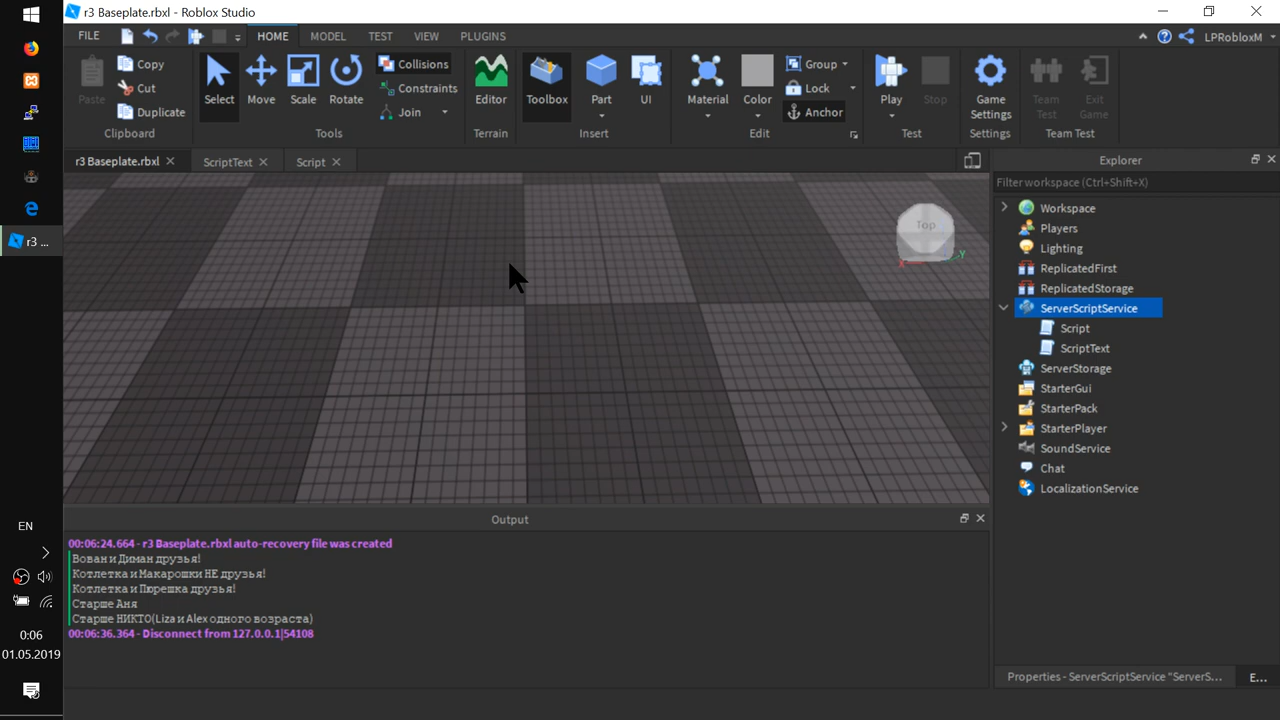 r3 Baseplate.rbxl - Roblox Studio
FILE
HOME
MODEL
TEST
VIEW
PLUGINS
LPRobloxM
Paste
Copy
Cut
Duplicate
Clipboard
Select
Move
Scale
Rotate
Collisions
Constraints
Join
Tools
Editor
Terrain
Toolbox
Part
UI
Insert
Material
Color
Group
Lock
Anchor
Edit
Play
Stop
Test
Game
Settings
Settings
Team
Test
Exit
Game
Team Test
r3 Baseplate.rbxl
ScriptText
Script
Top
X
Y
Explorer
Filter workspace (Ctrl+Shift+X)
Workspace
Players
Lighting
ReplicatedFirst
ReplicatedStorage
ServerScriptService
Script
ScriptText
ServerStorage
StarterGui
StarterPack
StarterPlayer
SoundService
Chat
LocalizationService
Output
00:06:24.664 - r3 Baseplate.rbxl auto-recovery file was created
Вован и Диман друзья!
Котлетка и Макарошки НЕ друзья!
Котлетка и Пюрешка друзья!
Старше Аня
Старше НИКТО(Liza и Alex одного возраста)
00:06:36.364 - Disconnect from 127.0.0.1|54108
Properties - ServerScriptService "ServerS...
E...
r3 ...
EN
0:06
01.05.2019